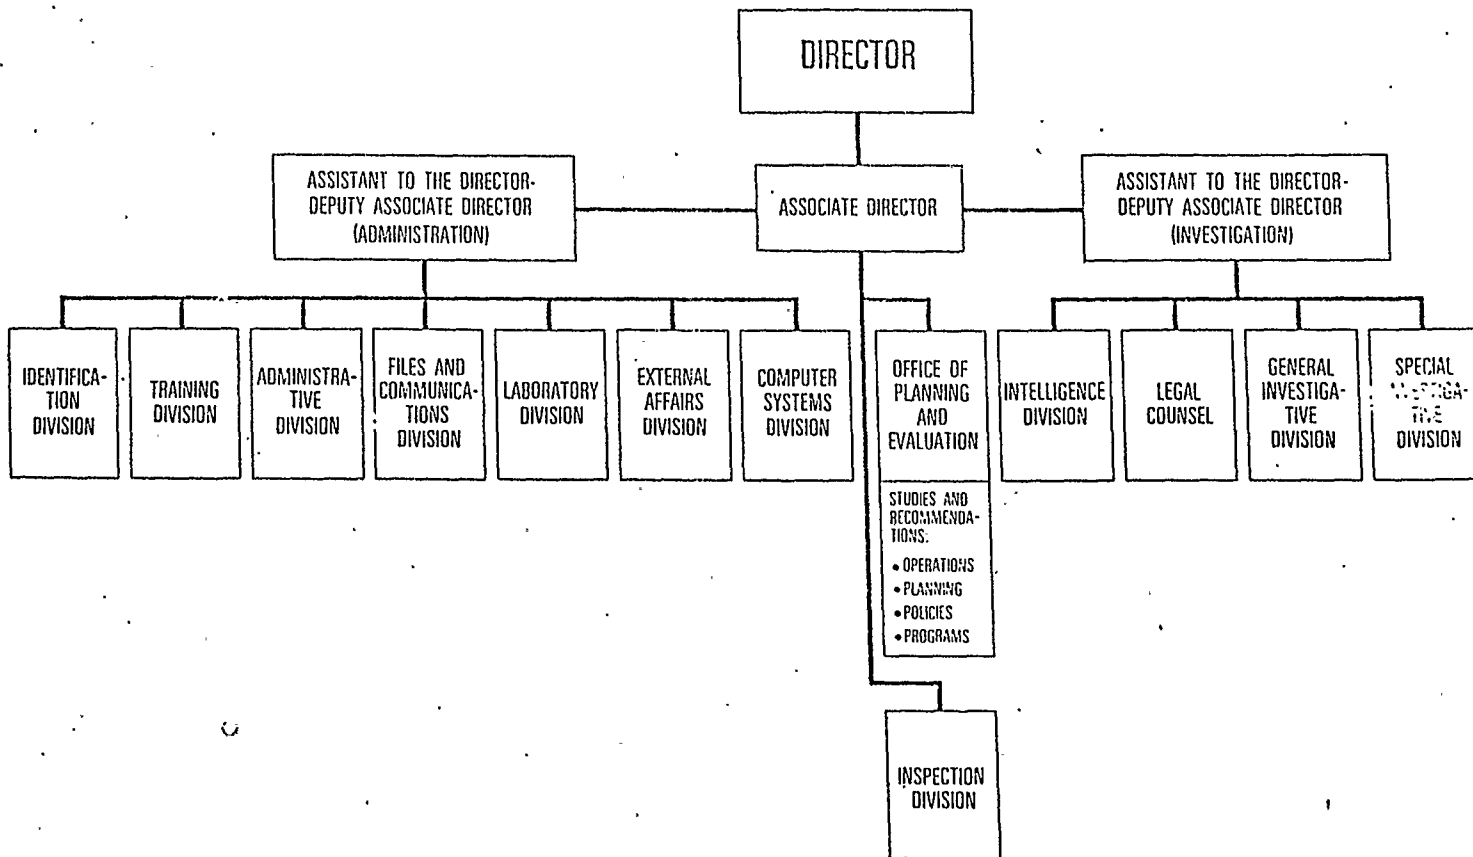 DIRECTOR
ASSISTANT TO THE DIRECTOR-
DEPUTY ASSOCIATE DIRECTOR
(ADMINISTRATION)
ASSOCIATE DIRECTOR
ASSISTANT TO THE DIRECTOR-
DEPUTY ASSOCIATE DIRECTOR
(INVESTIGATION)
IDENTIFICA-
TION
DIVISION
TRAINING
DIVISION
ADMINISTRA-
TIVE
DIVISION
FILES AND
COMMUNICA-
TIONS
DIVISION
LABORATORY
DIVISION
EXTERNAL
AFFAIRS
DIVISION
COMPUTER
SYSTEMS
DIVISION
OFFICE OF
PLANNING
AND
EVALUATION
STUDIES AND
RECOMMENDA-
TIONS:
• OPERATIONS
• PLANNING
• POLICIES
• PROGRAMS
INTELLIGENCE
DIVISION
LEGAL
COUNSEL
GENERAL
INVESTIGA-
TIVE
DIVISION
SPECIAL
TIVE
DIVISION
INSPECTION
DIVISION